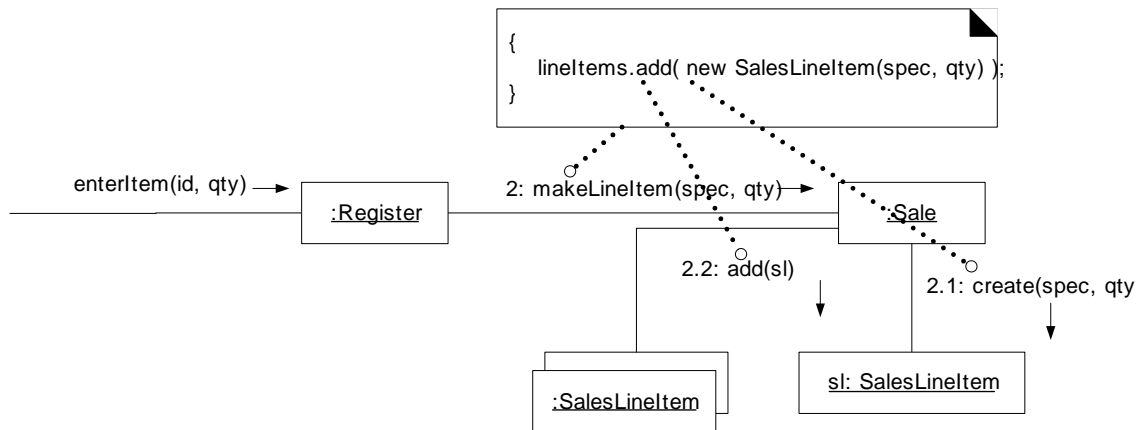 {
lineItems.add( new SalesLineItem(spec, qty) );
}
enterItem(id, qty)
2: makeLineItem(spec, qty)
:Register
:Sale
2.2: add(sl)
2.1: create(spec, qty
:SalesLineItem
sl: SalesLineItem